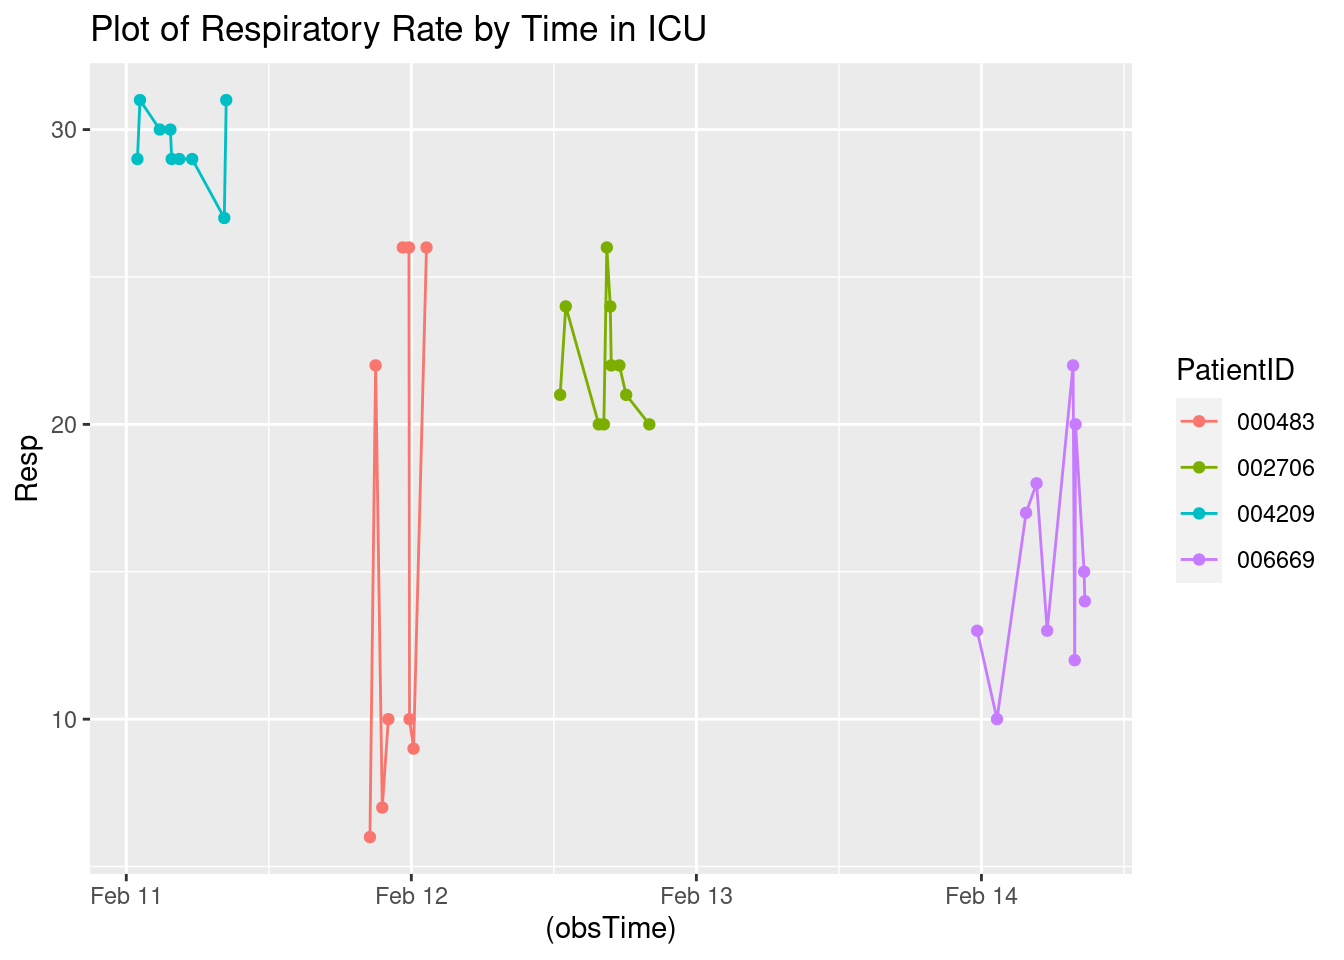 Plot of Respiratory Rate by Time in ICU
30
20
10
Resp
Feb 11
Feb 12
Feb 13
Feb 14
(obsTime)
PatientID
000483
002706
004209
006669